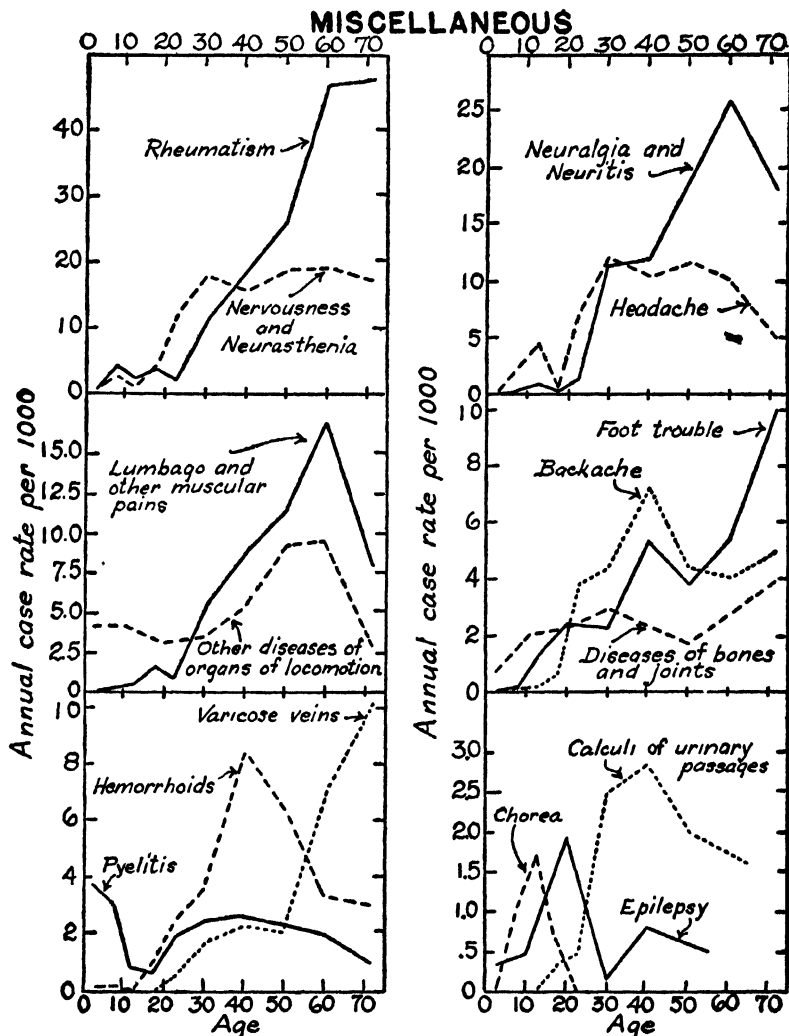 MISCELLANEOUS
0 10 20 30 40 50 60 70
0 10 20 30 40 50 60 70
40
30
20
10
0
Rheumatism
Nervousness
and
Neurasthenia
25
20
15
10
5
0
Neuralgia and
Neuritis
Headache
Annual case rate per 1000
15.0
12.5
10.0
7.5
5.0
2.5
0
Lumbago and
other muscular
pains
Other diseases of
organs of locomotion
Annual case rate per 1000
10
8
6
4
2
0
Foot trouble
Backache
Diseases of bones
and joints
10
8
6
4
2
0
Varicose veins
Hemorrhoids
Pyelitis
0 10 20 30 40 50 60 70
Age
3.0
2.5
2.0
1.5
1.0
.5
0
Calculi of urinary
passages
Chorea
Epilepsy
0 10 20 30 40 50 60 70
Age